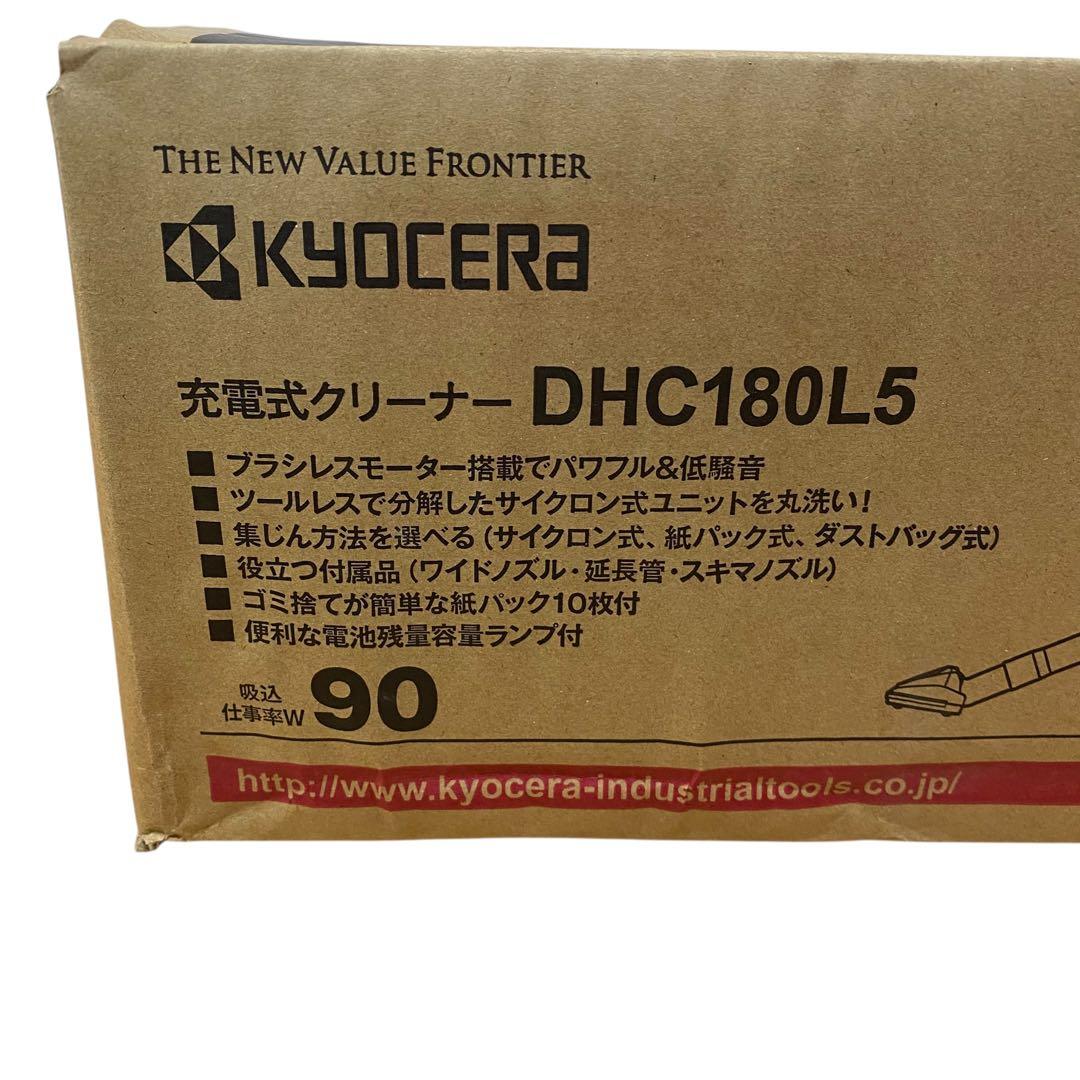 THE NEW VALUE FRONTIER
KYOCERA
充電式クリーナー DHC180L5
■ ブラシレスモーター搭載でパワフル&低騒音
■ ツールレスで分解したサイクロン式ユニットを丸洗い!
■ 集じん方法を選べる(サイクロン式、紙パック式、ダストバッグ式)
■ 役立つ付属品(ワイドノズル・延長管・スキマノズル)
■ ゴミ捨てが簡単な紙パック10枚付
■ 便利な電池残量容量ランプ付
吸込
仕事率W 90
http://www.kyocera-industrialtools.co.jp/